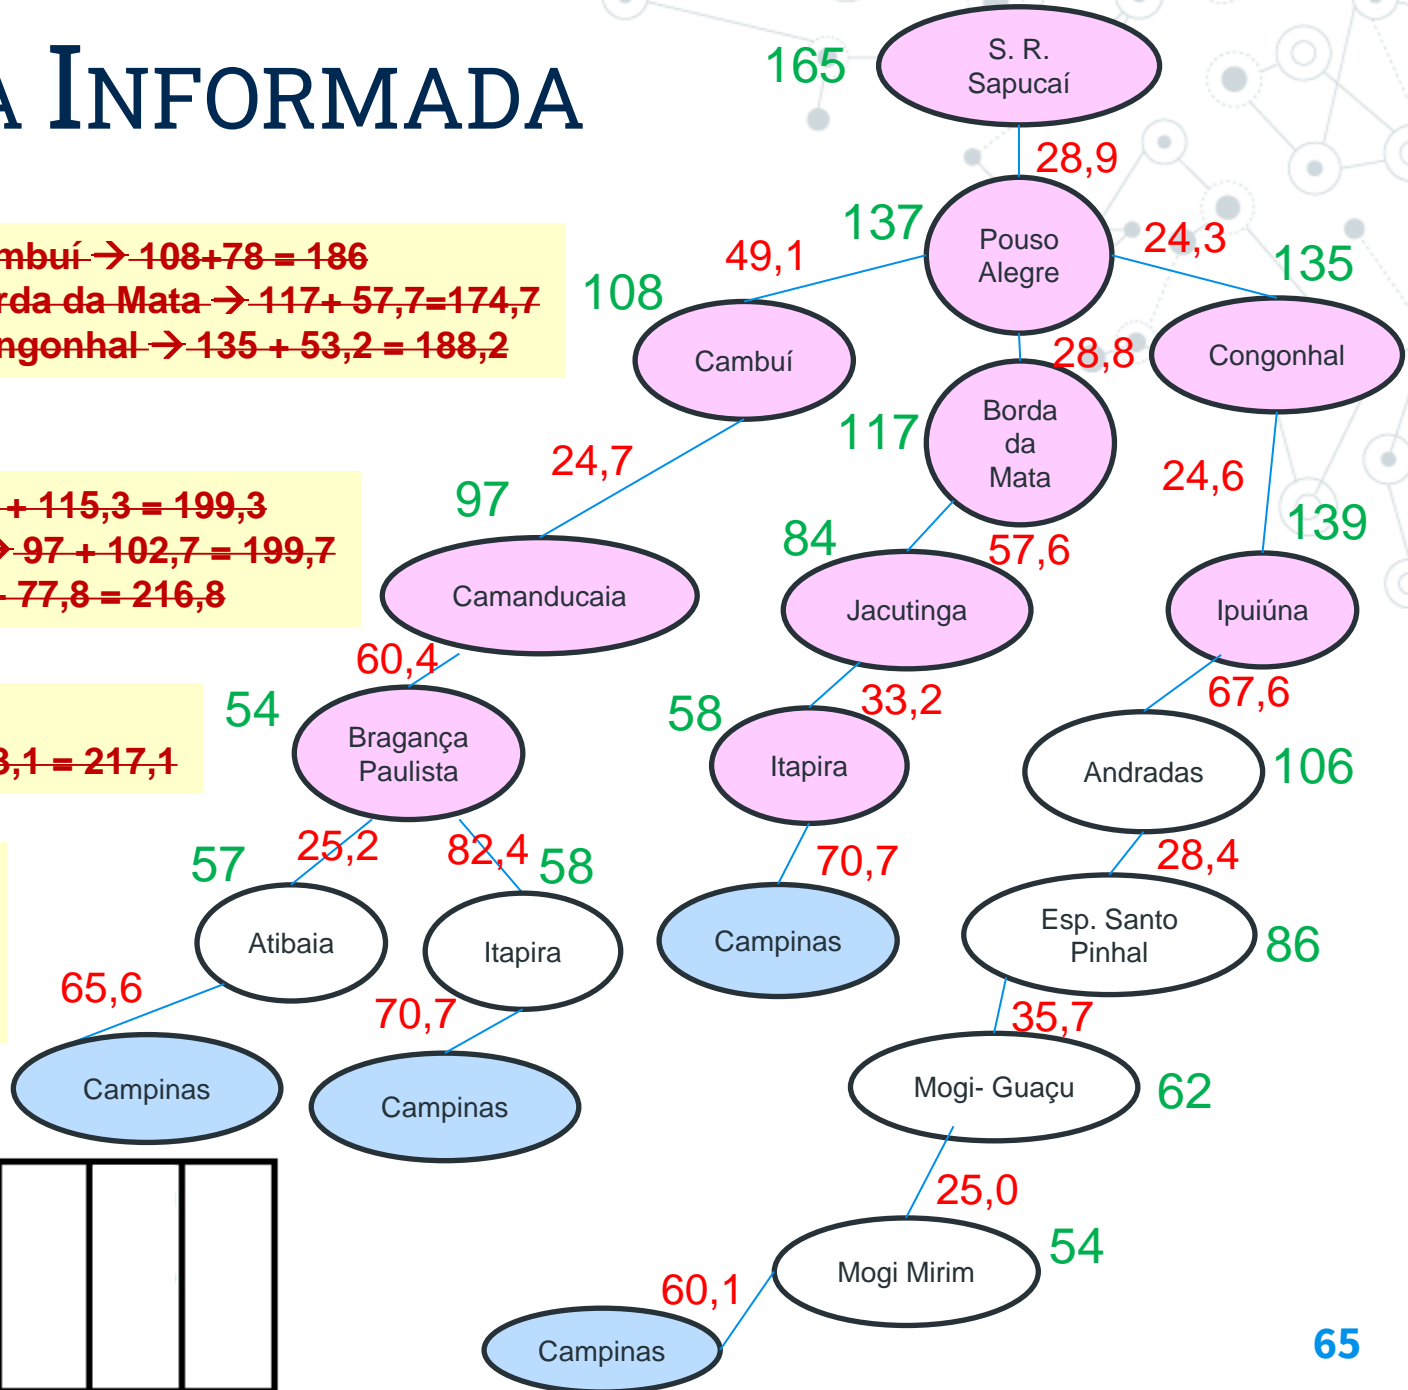 A INFORMADA
S. R.
Sapucaí
165
28,9
137
Pouso
Alegre
49,1
24,3
135
mbuí → 108+78 = 186
rda da Mata → 117+ 57,7=174,7
ngonhal → 135 + 53,2 = 188,2
108
Cambuí
28,8
Congonhal
117
Borda
da
Mata
24,7
24,6
97
84
57,6
139
+ 115,3 = 199,3
→ 97 + 102,7 = 199,7
77,8 = 216,8
Camanducaia
Jacutinga
Ipuiúna
60,4
33,2
67,6
54
58
3,1 = 217,1
Bragança
Paulista
Itapira
Andradas
106
25,2
82,4
57
58
70,7
28,4
Atibaia
Itapira
Campinas
Esp. Santo
Pinhal
86
65,6
70,7
35,7
Campinas
Campinas
Mogi- Guaçu
62
25,0
54
Mogi Mirim
60,1
Campinas
65